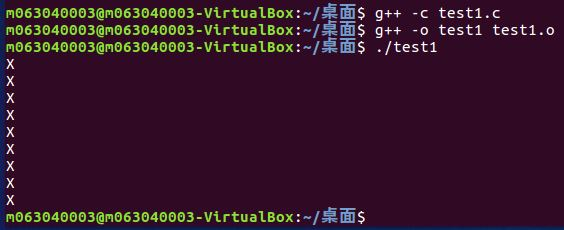 m063040003@m063040003-VirtualBox:~/桌面$ g++ -c test1.c
m063040003@m063040003-VirtualBox:~/桌面$ g++ -o test1 test1.o
m063040003@m063040003-VirtualBox:~/桌面$ ./test1
X
X
X
X
X
X
X
X
X
m063040003@m063040003-VirtualBox:~/桌面$